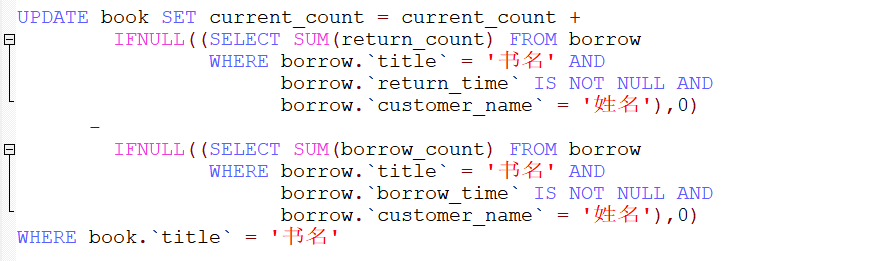 UPDATE book SET current_count = current_count +
IFNULL((SELECT SUM(return_count) FROM borrow
WHERE borrow.`title` = '书名' AND
borrow.`return_time` IS NOT NULL AND
borrow.`customer_name` = '姓名'),0)
-
IFNULL((SELECT SUM(borrow_count) FROM borrow
WHERE borrow.`title` = '书名' AND
borrow.`borrow_time` IS NOT NULL AND
borrow.`customer_name` = '姓名'),0)
WHERE book.`title` = '书名'